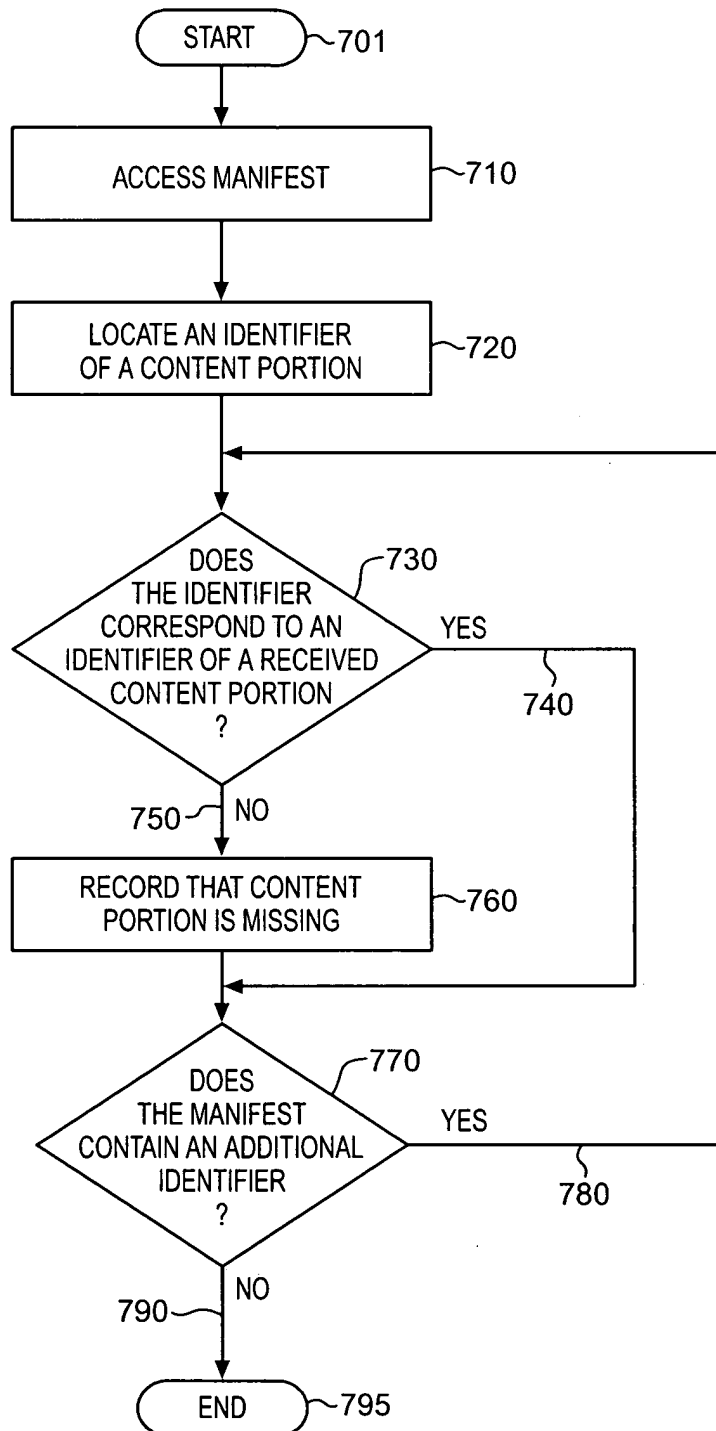 START
701
ACCESS MANIFEST
710
LOCATE AN IDENTIFIER
OF A CONTENT PORTION
720
DOES
THE IDENTIFIER
CORRESPOND TO AN
IDENTIFIER OF A RECEIVED
CONTENT PORTION
?
730
YES
740
750
NO
RECORD THAT CONTENT
PORTION IS MISSING
760
DOES
THE MANIFEST
CONTAIN AN ADDITIONAL
IDENTIFIER
?
770
YES
780
790
NO
END
795